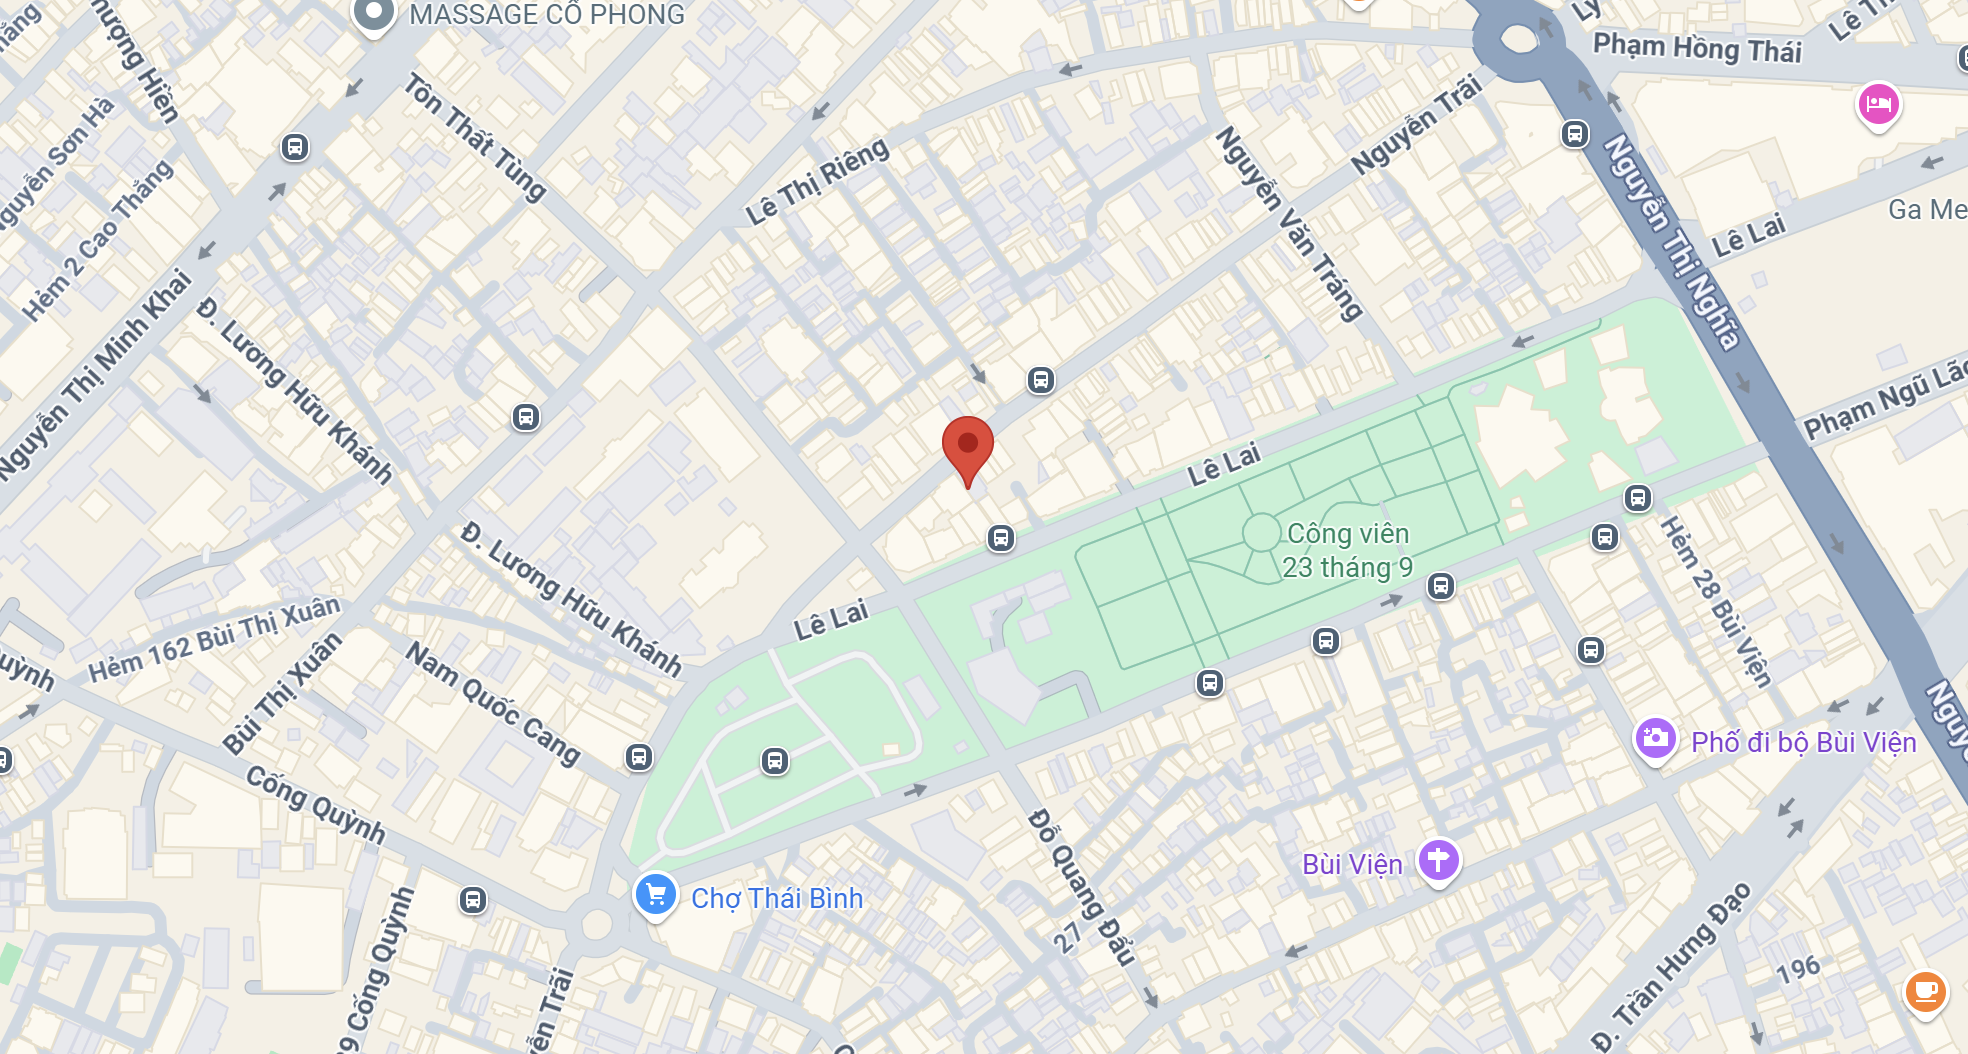 MASSAGE CỔ PHONG
Tôn Thất Tùng
Lê Thị Riêng
Phạm Hồng Thái
Nguyễn Trãi
Nguyễn Văn Tráng
Nguyễn Thị Nghĩa
Lê Lai
Nguyễn Sơn Hà
Hẻm 2 Cao Thắng
Nguyễn Thị Minh Khai
Đ. Lương Hữu Khánh
Phạm Ngũ Lão
Lê Lai
Công viên
23 tháng 9
Đ. Lương Hữu Khánh
Hẻm 28 Bùi Viện
Lê Lai
Hẻm 162 Bùi Thị Xuân
Bùi Thị Xuân
Nam Quốc Cang
Phố đi bộ Bùi Viện
Cống Quỳnh
Đỗ Quang Đẩu
Bùi Viện
Chợ Thái Bình
27
Đ. Trần Hưng Đạo
196